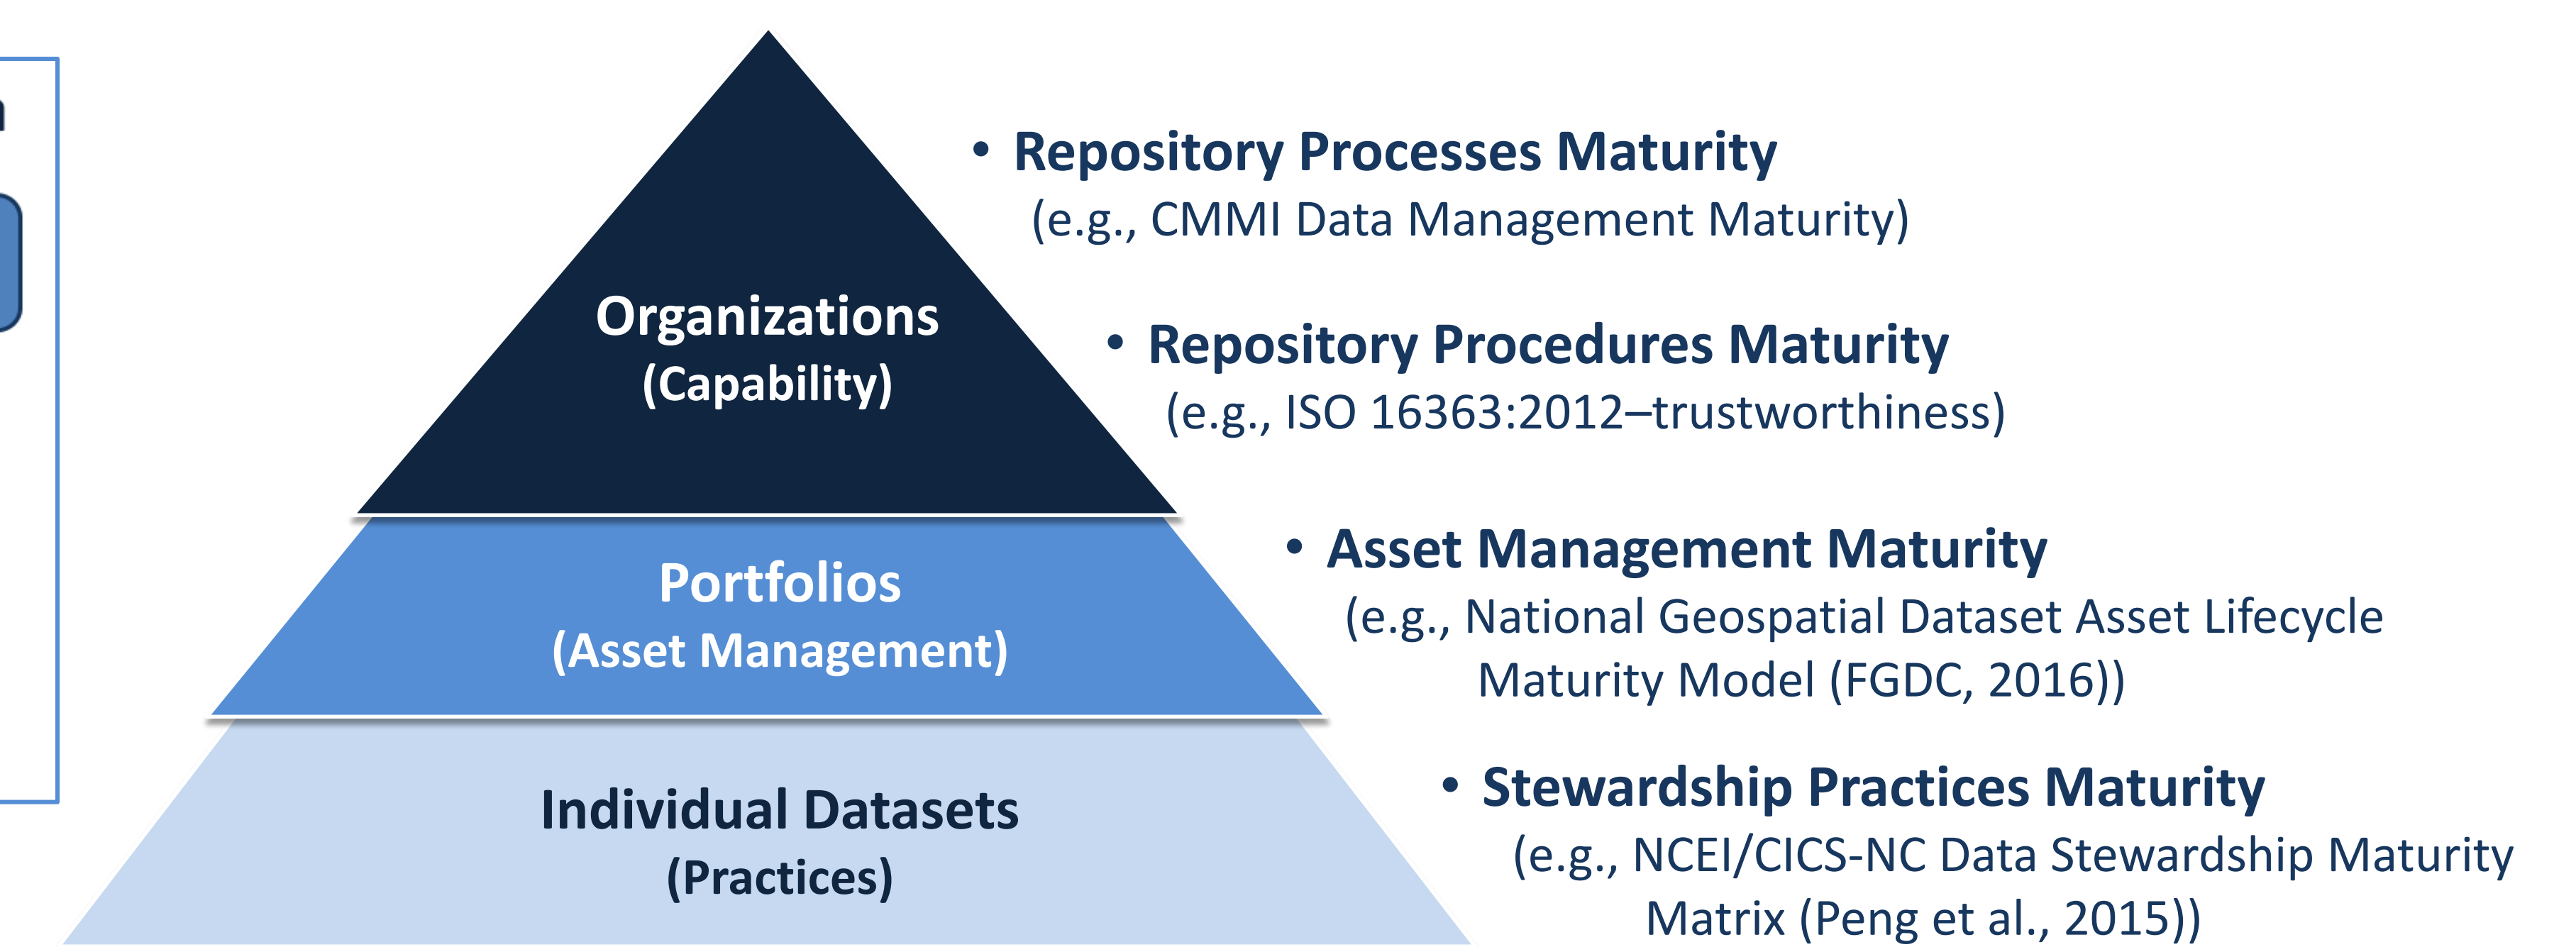 Organizations
(Capability)
Portfolios
(Asset Management)
Individual Datasets
(Practices)
• Repository Processes Maturity
(e.g., CMMI Data Management Maturity)
• Repository Procedures Maturity
(e.g., ISO 16363:2012–trustworthiness)
• Asset Management Maturity
(e.g., National Geospatial Dataset Asset Lifecycle
Maturity Model (FGDC, 2016))
• Stewardship Practices Maturity
(e.g., NCEI/CICS-NC Data Stewardship Maturity
Matrix (Peng et al., 2015))